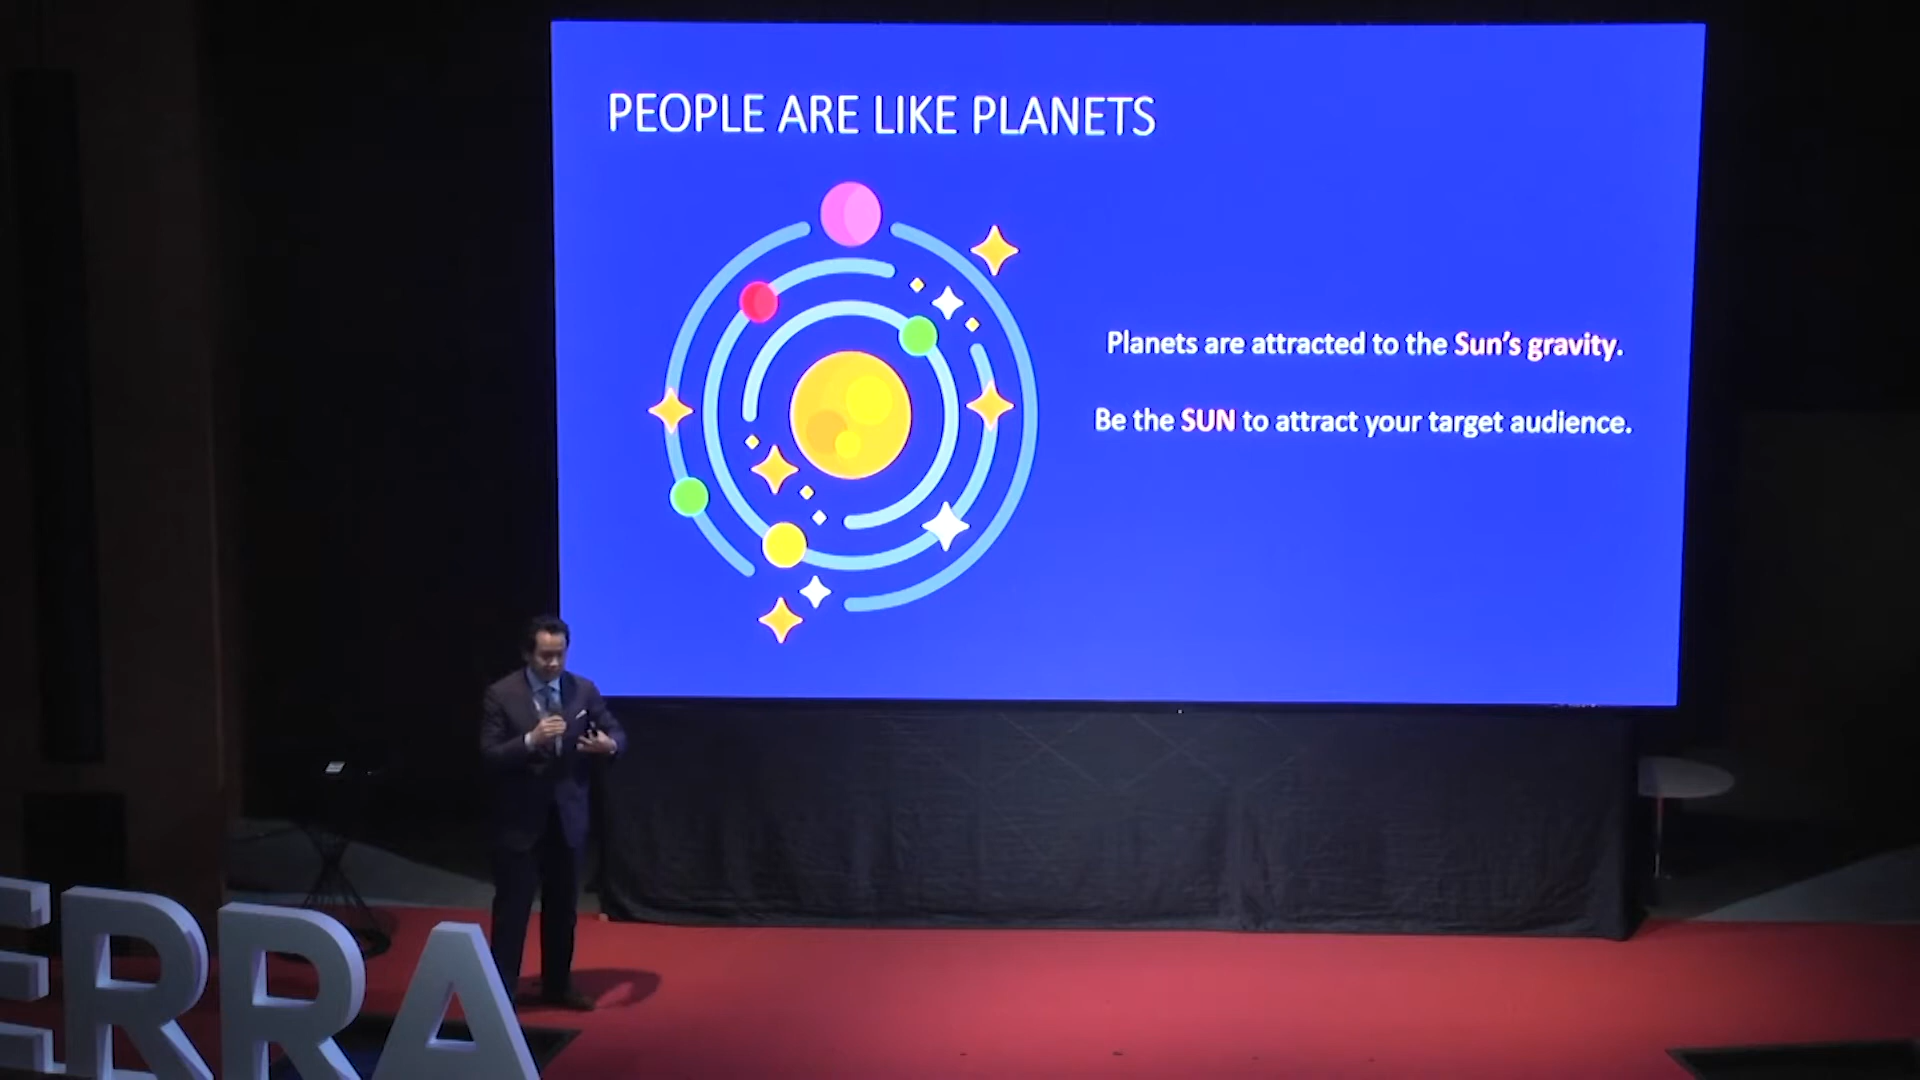 PEOPLE ARE LIKE PLANETS
Planets are attracted to the Sun's gravity.
Be the SUN to attract your target audience.
ERRA